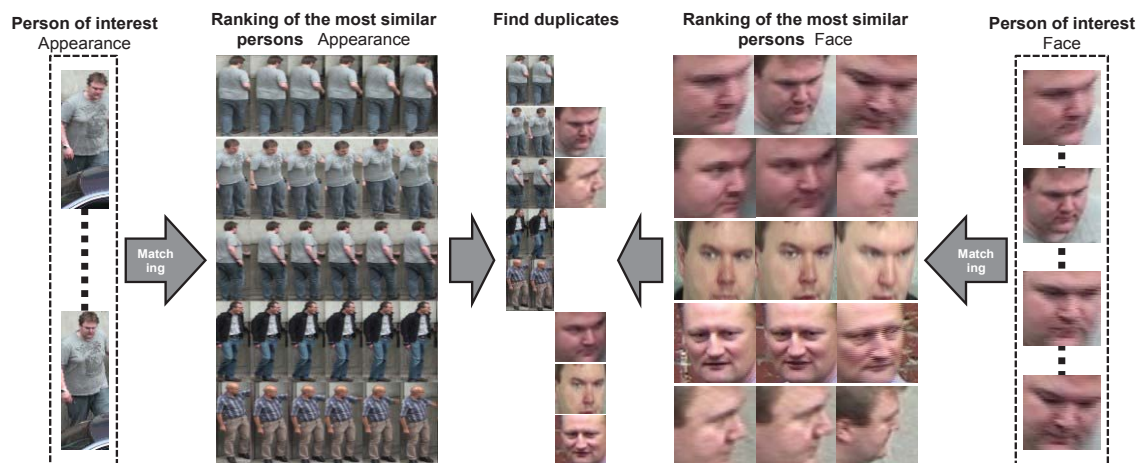 Person of interest
Appearance
Ranking of the most similar
persons Appearance
Find duplicates
Ranking of the most similar
persons Face
Person of interest
Face
Match
ing
Match
ing